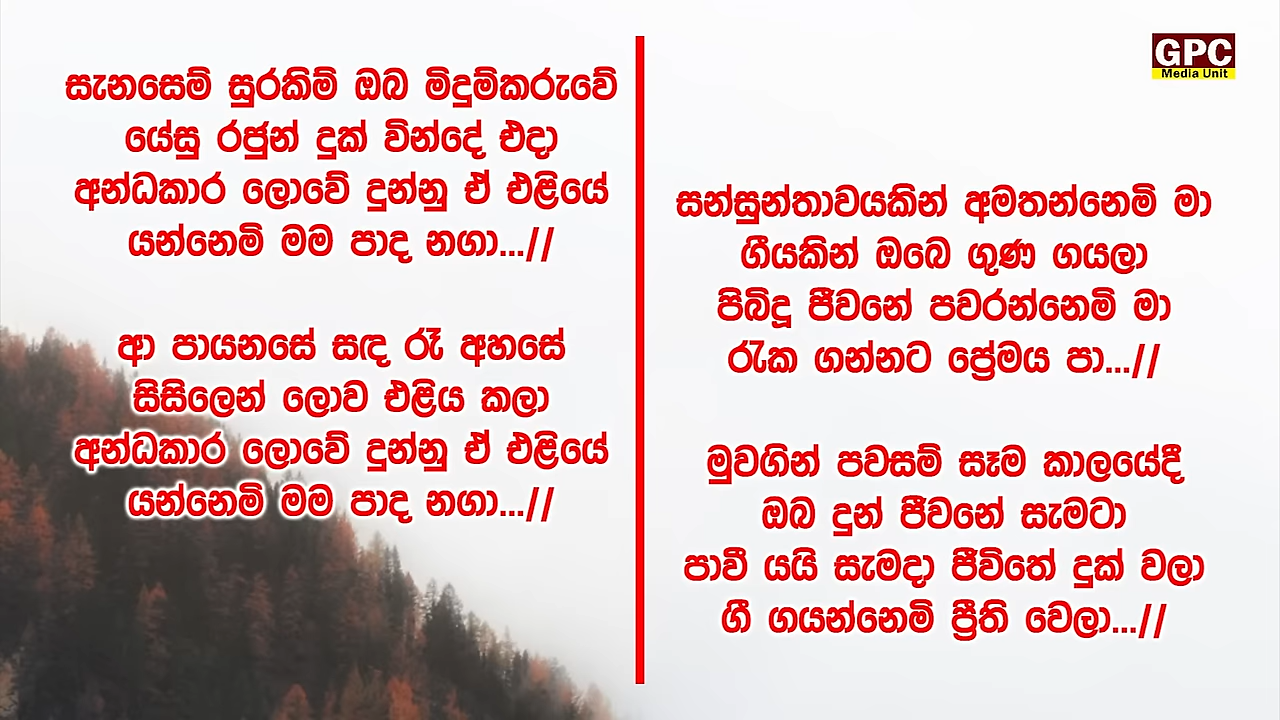 සැනසෙම් සුරකිම් ඔබ මිදුම්කරුවේ
යේසු රජුන් දුක් වින්දේ එදා
අන්ධකාර ලොවේ දුන්නු ඒ එළියේ
යන්නෙමි මම පාද නගා...//
ආ පායනසේ සඳ රෑ අහසේ
සිසිලෙන් ලොව එළිය කලා
අන්ධකාර ලොවේ දුන්නු ඒ එළියේ
යන්නෙමි මම පාද නගා...//
GPC
Media Unit
සන්සුන්තාවයකින් අමතන්නෙමි මා
ගීයකින් ඔබෙ ගුණ ගයලා
පිබිදූ ජීවනේ පවරන්නෙමි මා
රැක ගන්නට ප්‍රේමය පා...//
මුවගින් පවසම් සෑම කාලයේදී
ඔබ දුන් ජීවනේ සැමටා
පාවී යයි සැමදා ජීවිතේ දුක් වලා
ගී ගයන්නෙමි ප්‍රීති වෙලා...//